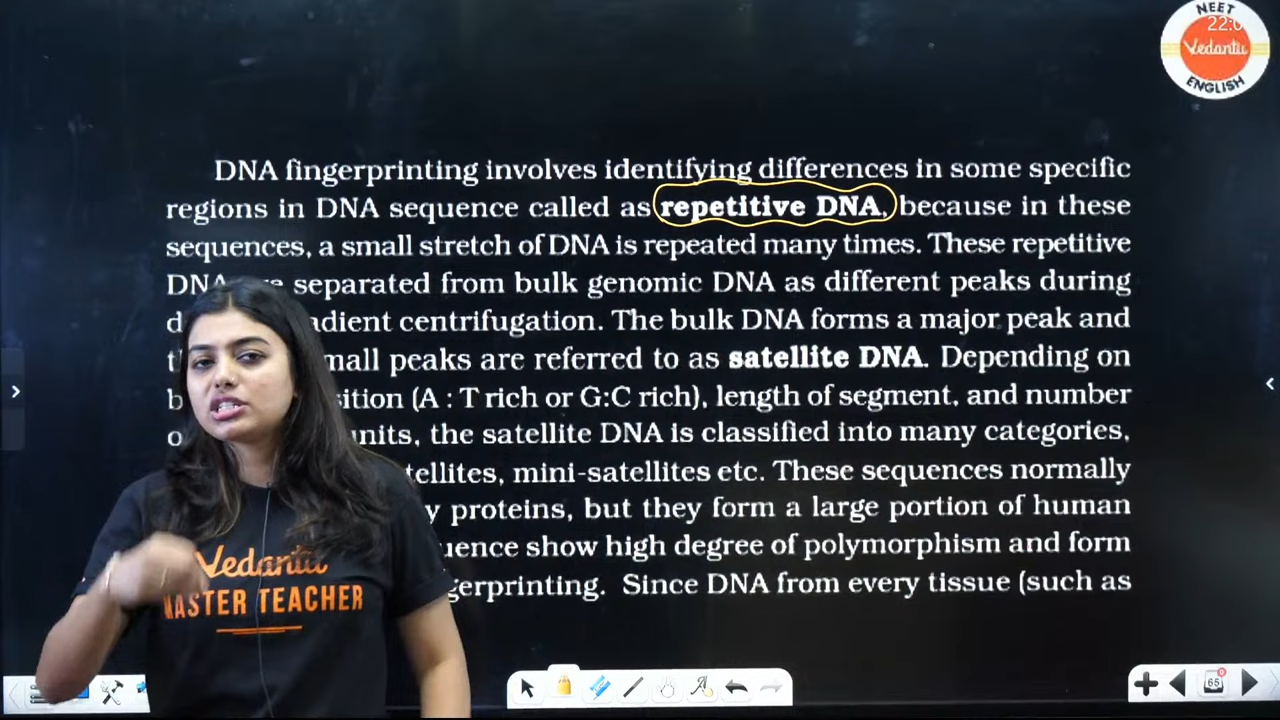 NEET
22:0
Vedantu
ENGLISH
DNA fingerprinting involves identifying differences in some specific
regions in DNA sequence called as repetitive DNA, because in these
sequences, a small stretch of DNA is repeated many times. These repetitive
DNA separated from bulk genomic DNA as different peaks during
adient centrifugation. The bulk DNA forms a major peak and
mall peaks are referred to as satellite DNA. Depending on
sition (A : T rich or G:C rich), length of segment, and number
units, the satellite DNA is classified into many categories,
tellites, mini-satellites etc. These sequences normally
y proteins, but they form a large portion of human
uence show high degree of polymorphism and form
gerprinting. Since DNA from every tissue (such as
Vedantu
MASTER TEACHER
65